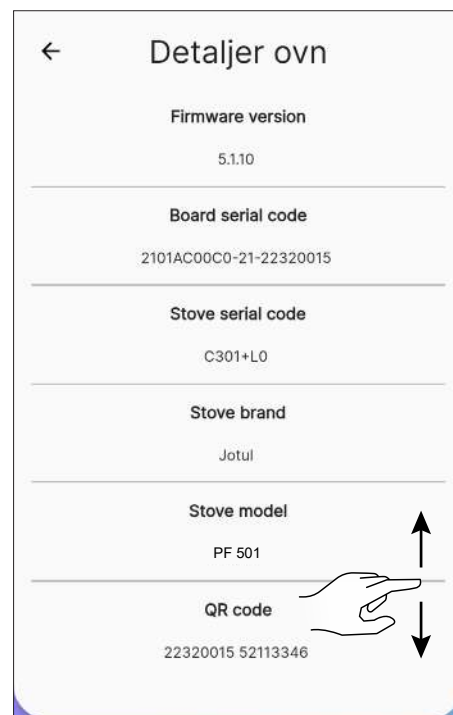 Detaljer ovn
Firmware version
5.1.10
Board serial code
2101AC00C0-21-22320015
Stove serial code
C301+L0
Stove brand
Jotul
Stove model
PF 501
QR code
22320015 52113346